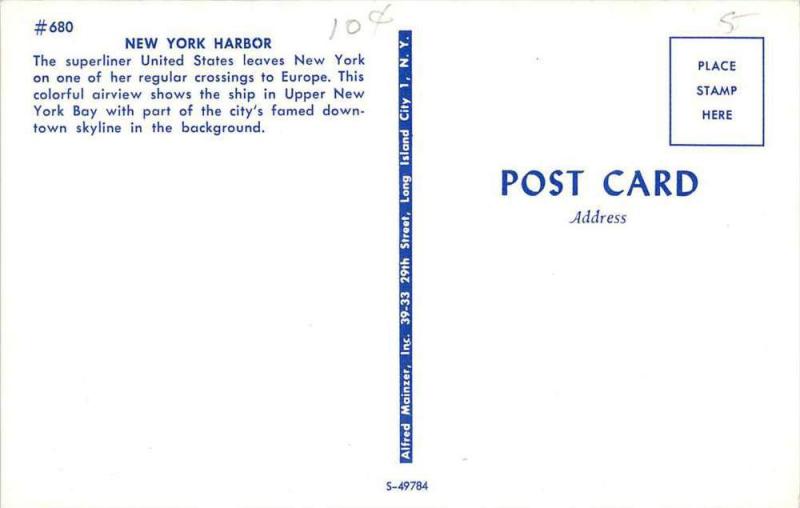 #680
10¢
5
NEW YORK HARBOR
The superliner United States leaves New York
on one of her regular crossings to Europe. This
colorful airview shows the ship in Upper New
York Bay with part of the city's famed down-
town skyline in the background.
Alfred Mainzer, Inc. 39-33 29th Street, Long Island City 1, N. Y.
PLACE
STAMP
HERE
POST CARD
Address
S-49784